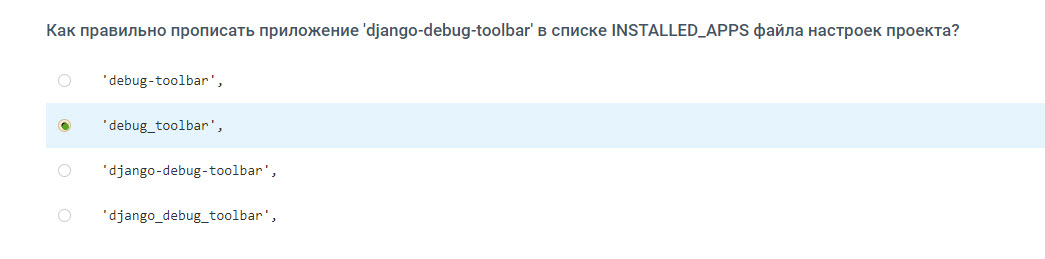 Как правильно прописать приложение 'django-debug-toolbar' в списке INSTALLED_APPS файла настроек проекта?
'debug-toolbar',
'debug_toolbar',
'django-debug-toolbar',
'django_debug_toolbar',